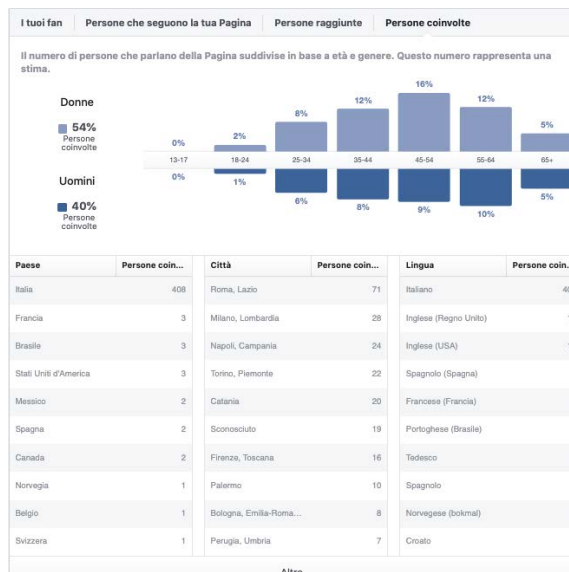 I tuoi fan Persone che seguono la tua Pagina Persone raggiunte Persone coinvolte
Il numero di persone che parlano della Pagina suddivise in base a età e genere. Questo numero rappresenta una
stima.
Donne
54%
Persone
coinvolte
0% 2% 8% 12% 16% 12% 5%
13-17 18-24 25-34 35-44 45-54 55-64 65+
Uomini
40%
Persone
coinvolte
0% 1% 6% 8% 9% 10% 5%
Paese Persone coin... Città Persone coin... Lingua Persone coin.
Italia 408 Roma, Lazio 71 Italiano
Francia 3 Milano, Lombardia 28 Inglese (Regno Unito)
Brasile 3 Napoli, Campania 24 Inglese (USA)
Stati Uniti d'America 3 Torino, Piemonte 22 Spagnolo (Spagna)
Messico 2 Catania 20 Francese (Francia)
Spagna 2 Sconosciuto 19 Portoghese (Brasile)
Canada 2 Firenze, Toscana 16 Tedesco
Norvegia 1 Palermo 10 Spagnolo
Belgio 1 Bologna, Emilia-Roma... 8 Norvegese (bokmal)
Svizzera 1 Perugia, Umbria 7 Croato